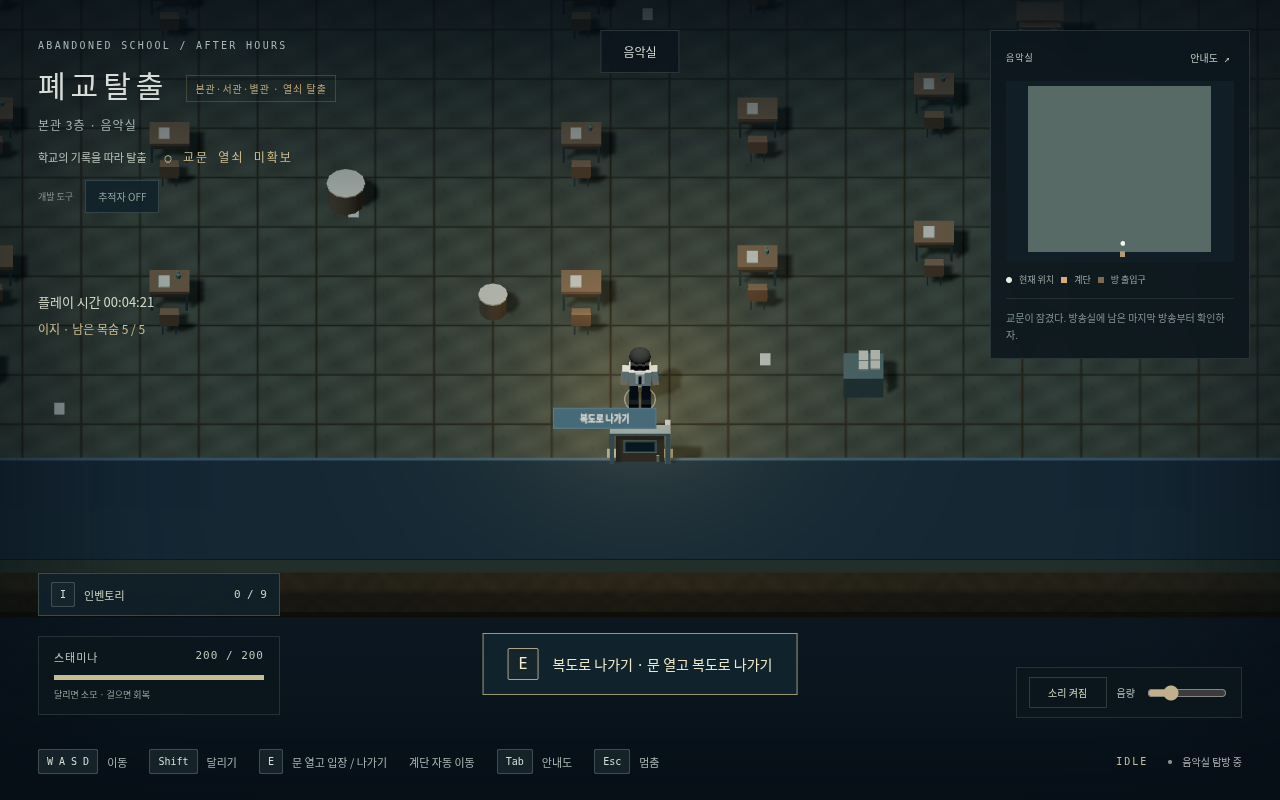 ABANDONED SCHOOL / AFTER HOURS
폐교탈출
본관·서관·별관 · 열쇠 탈출
본관 3층 · 음악실
학교의 기록을 따라 탈출
교문 열쇠 미확보
개발 도구
추적자 OFF
플레이 시간 00:04:21
이지 · 남은 목숨 5 / 5
음악실
음악실
안내도 ↗
현재 위치
계단
방 출입구
교문이 잠겼다. 방송실에 남은 마지막 방송부터 확인하
자.
복도로 나가기
I 인벤토리 0 / 9
스태미나 200 / 200
달리면 소모 · 걸으면 회복
E 복도로 나가기 · 문 열고 복도로 나가기
소리 켜짐
음량
W A S D 이동
Shift 달리기
E 문 열고 입장 / 나가기
계단 자동 이동
Tab 안내도
Esc 멈춤
IDLE
음악실 탐방 중